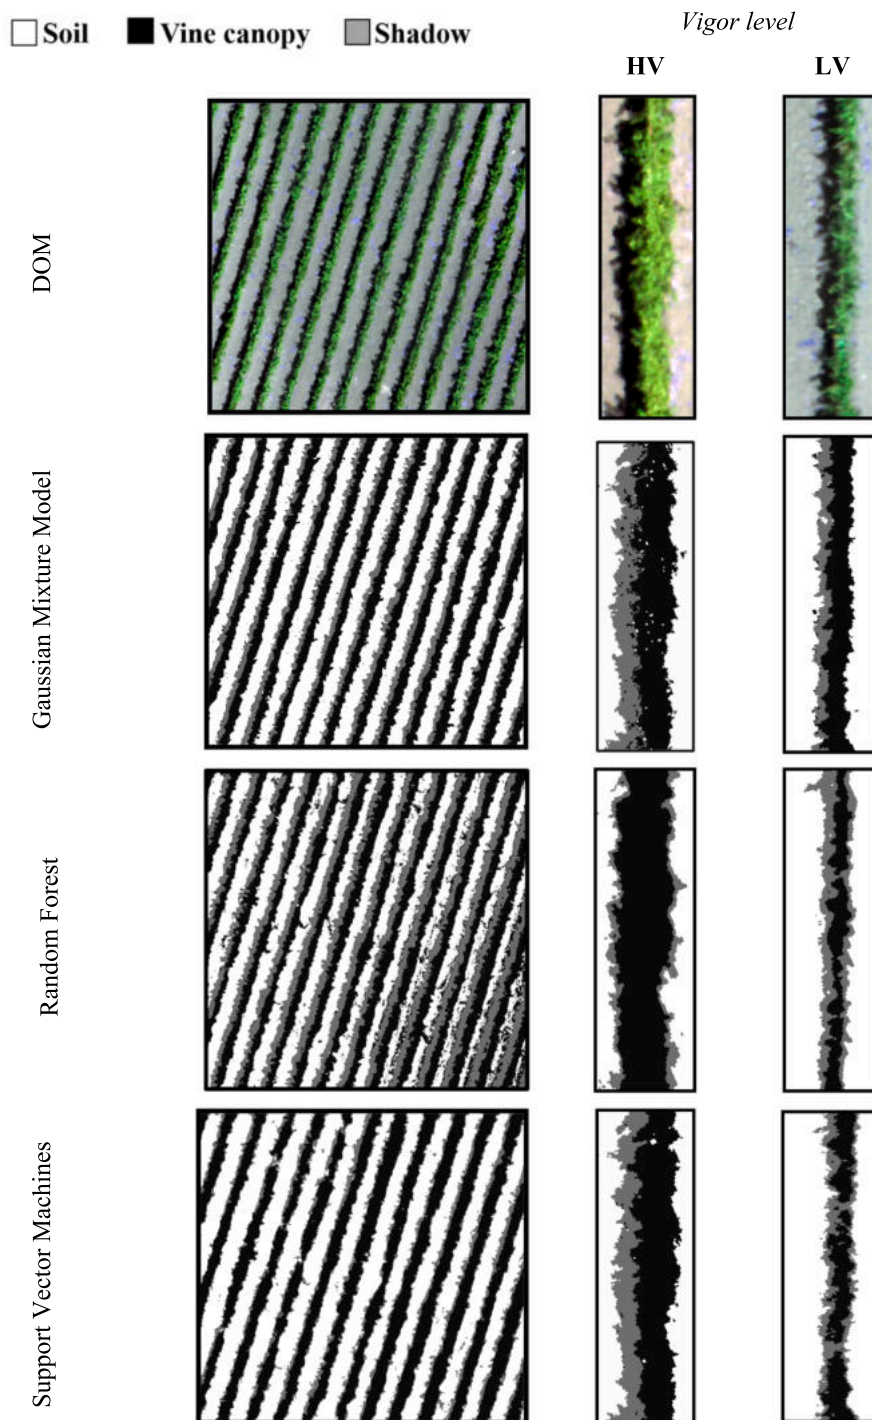 Soil Vine canopy Shadow
Vigor level
HV LV
DOM
Gaussian Mixture Model
Random Forest
Support Vector Machines